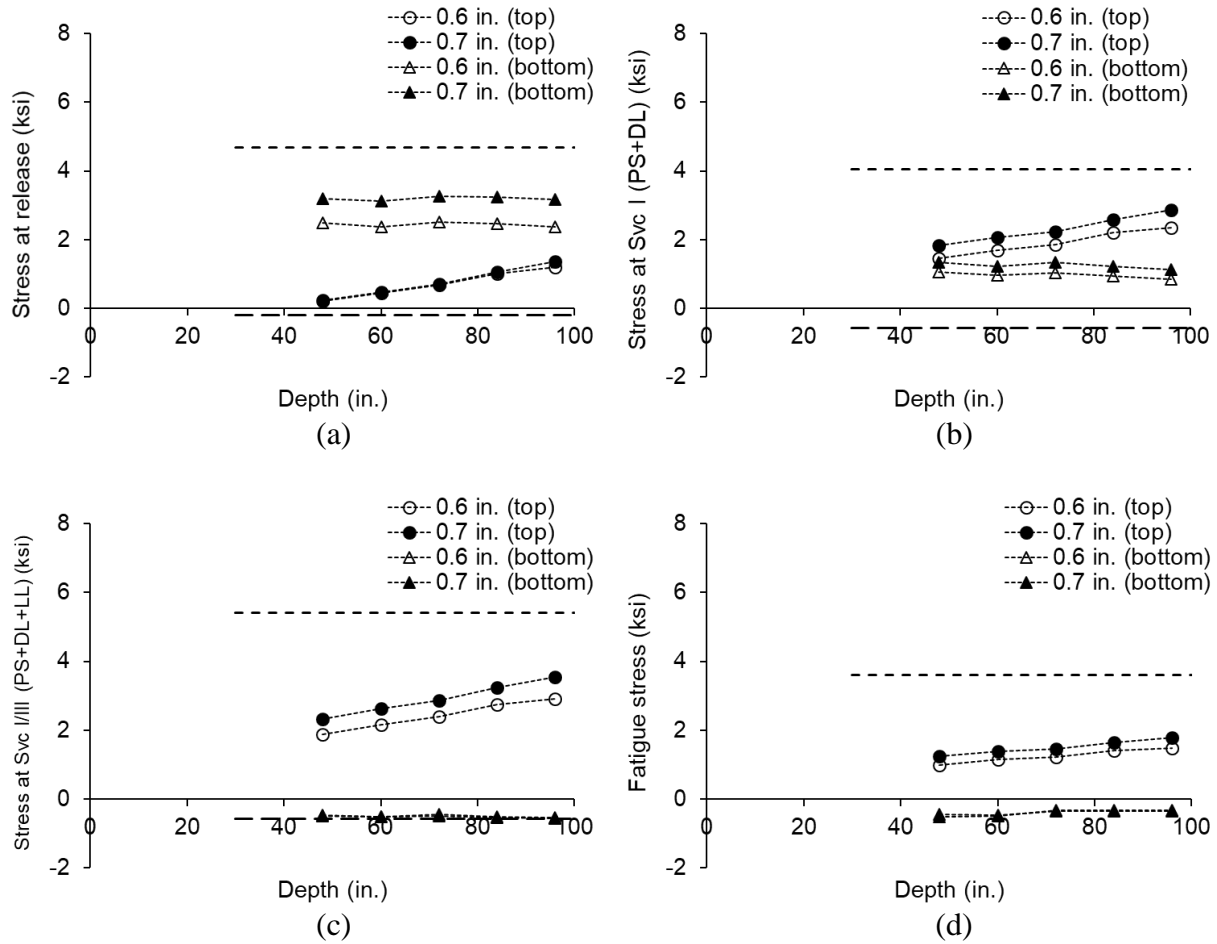 8
6
4
2
0
-2
0
20
40
60
80
100
Stress at release (ksi)
Depth (in.)
0.6 in. (top)
0.7 in. (top)
0.6 in. (bottom)
0.7 in. (bottom)
(a)
8
6
4
2
0
-2
0
20
40
60
80
100
Stress at Svc I (PS+DL) (ksi)
Depth (in.)
0.6 in. (top)
0.7 in. (top)
0.6 in. (bottom)
0.7 in. (bottom)
(b)
8
6
4
2
0
-2
0
20
40
60
80
100
Stress at Svc I/III (PS+DL+LL) (ksi)
Depth (in.)
0.6 in. (top)
0.7 in. (top)
0.6 in. (bottom)
0.7 in. (bottom)
(c)
8
6
4
2
0
-2
0
20
40
60
80
100
Fatigue stress (ksi)
Depth (in.)
0.6 in. (top)
0.7 in. (top)
0.6 in. (bottom)
0.7 in. (bottom)
(d)